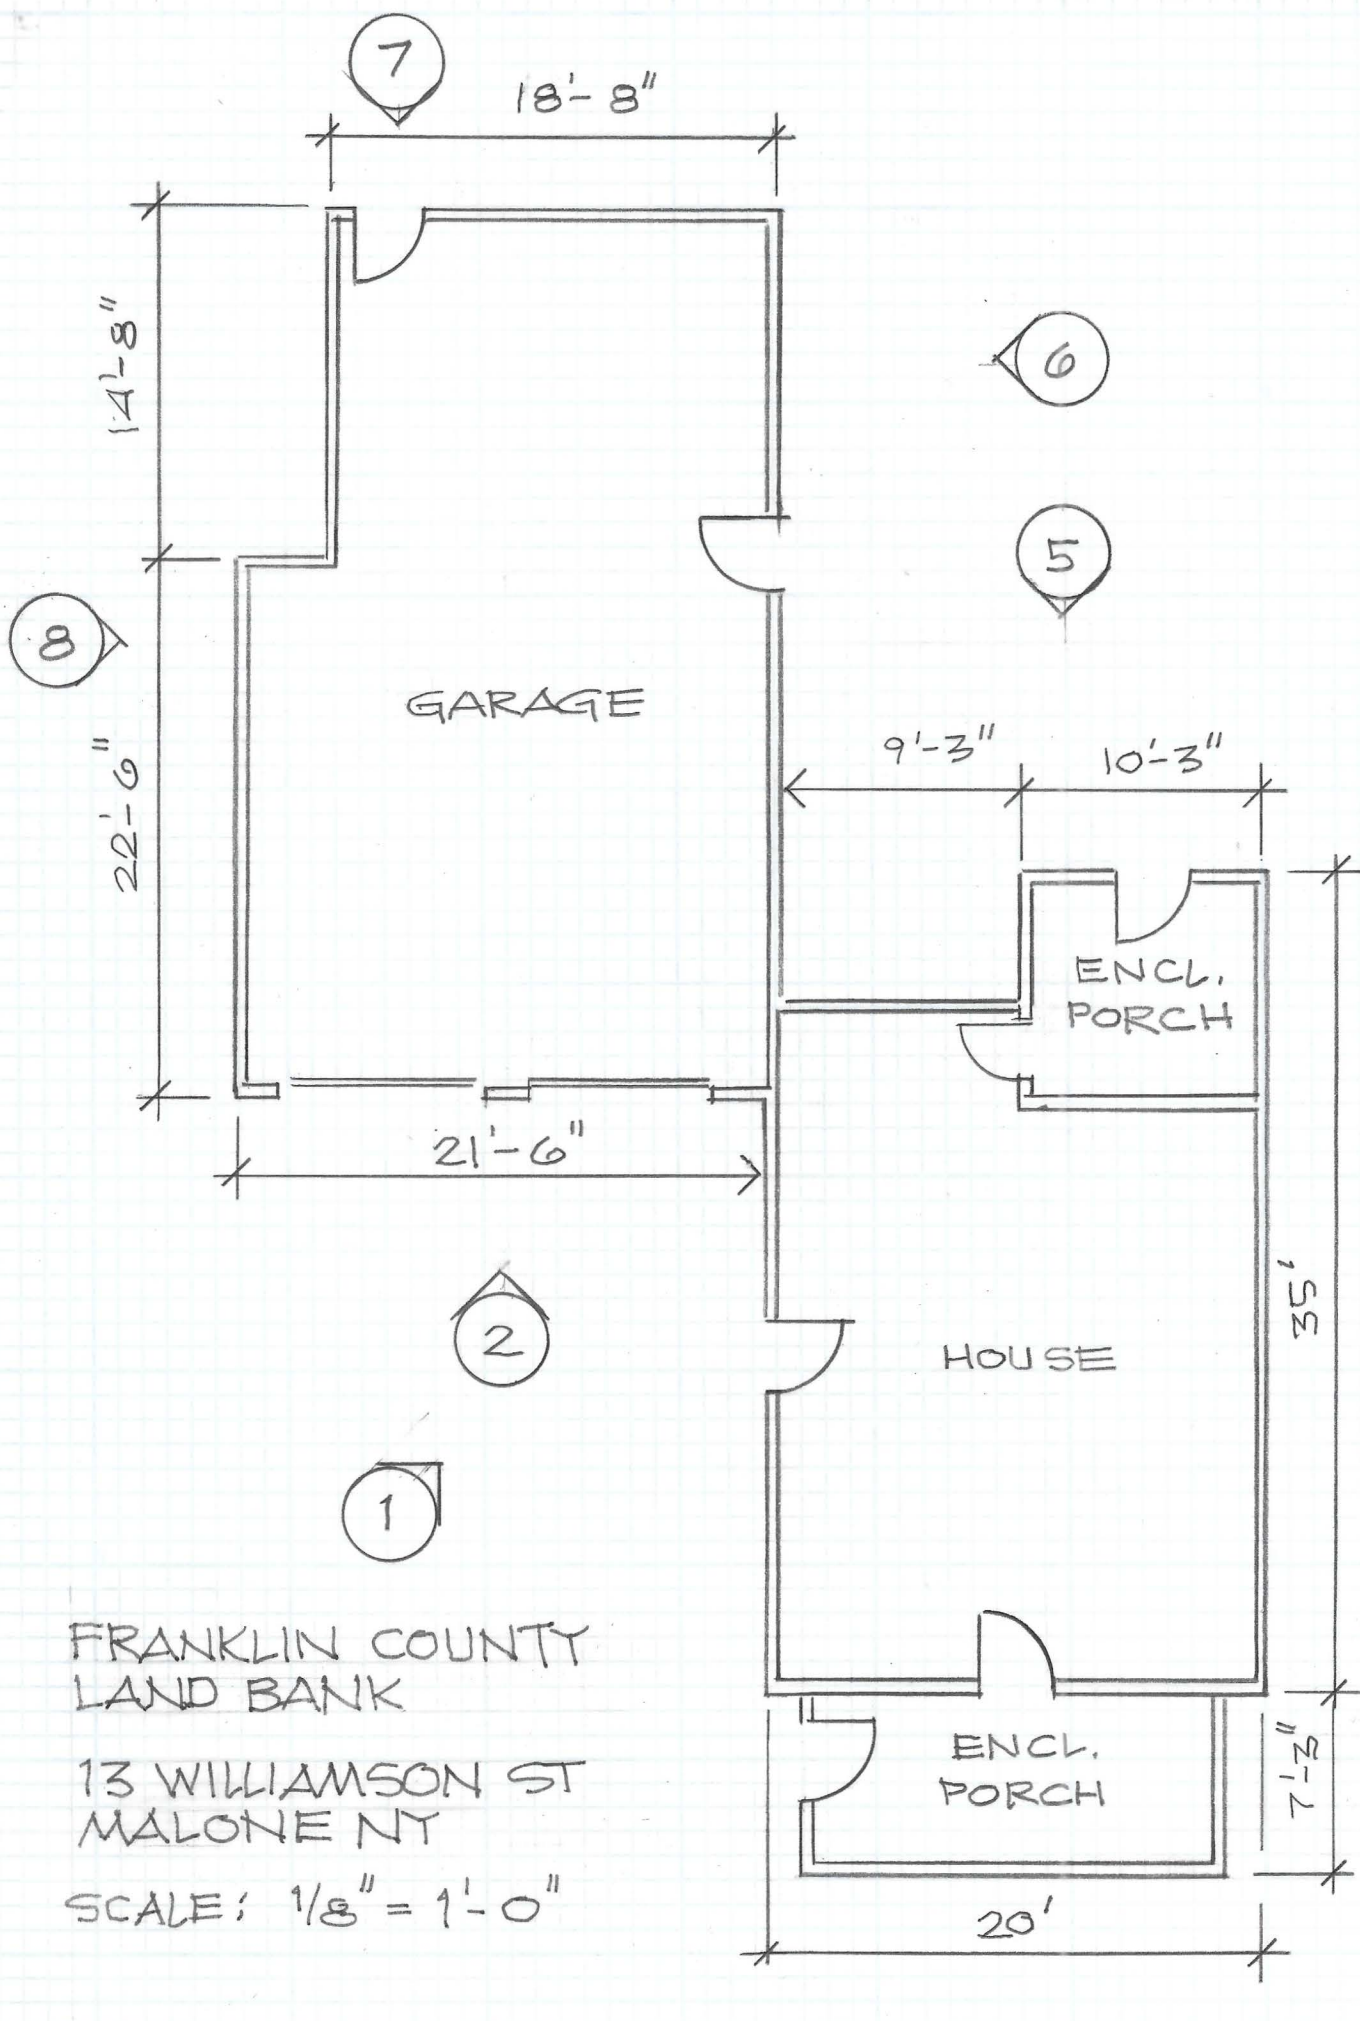 7
18'-8"
14'-8"
6
5
8
GARAGE
22'-6"
9'-3"
10'-3"
ENCL.
PORCH
21'-6"
2
HOUSE
35'
1
FRANKLIN COUNTY
LAND BANK
ENCL.
PORCH
7'-3"
13 WILLIAMSON ST
MALONE NY
SCALE: 1/8" = 1'-0"
20'